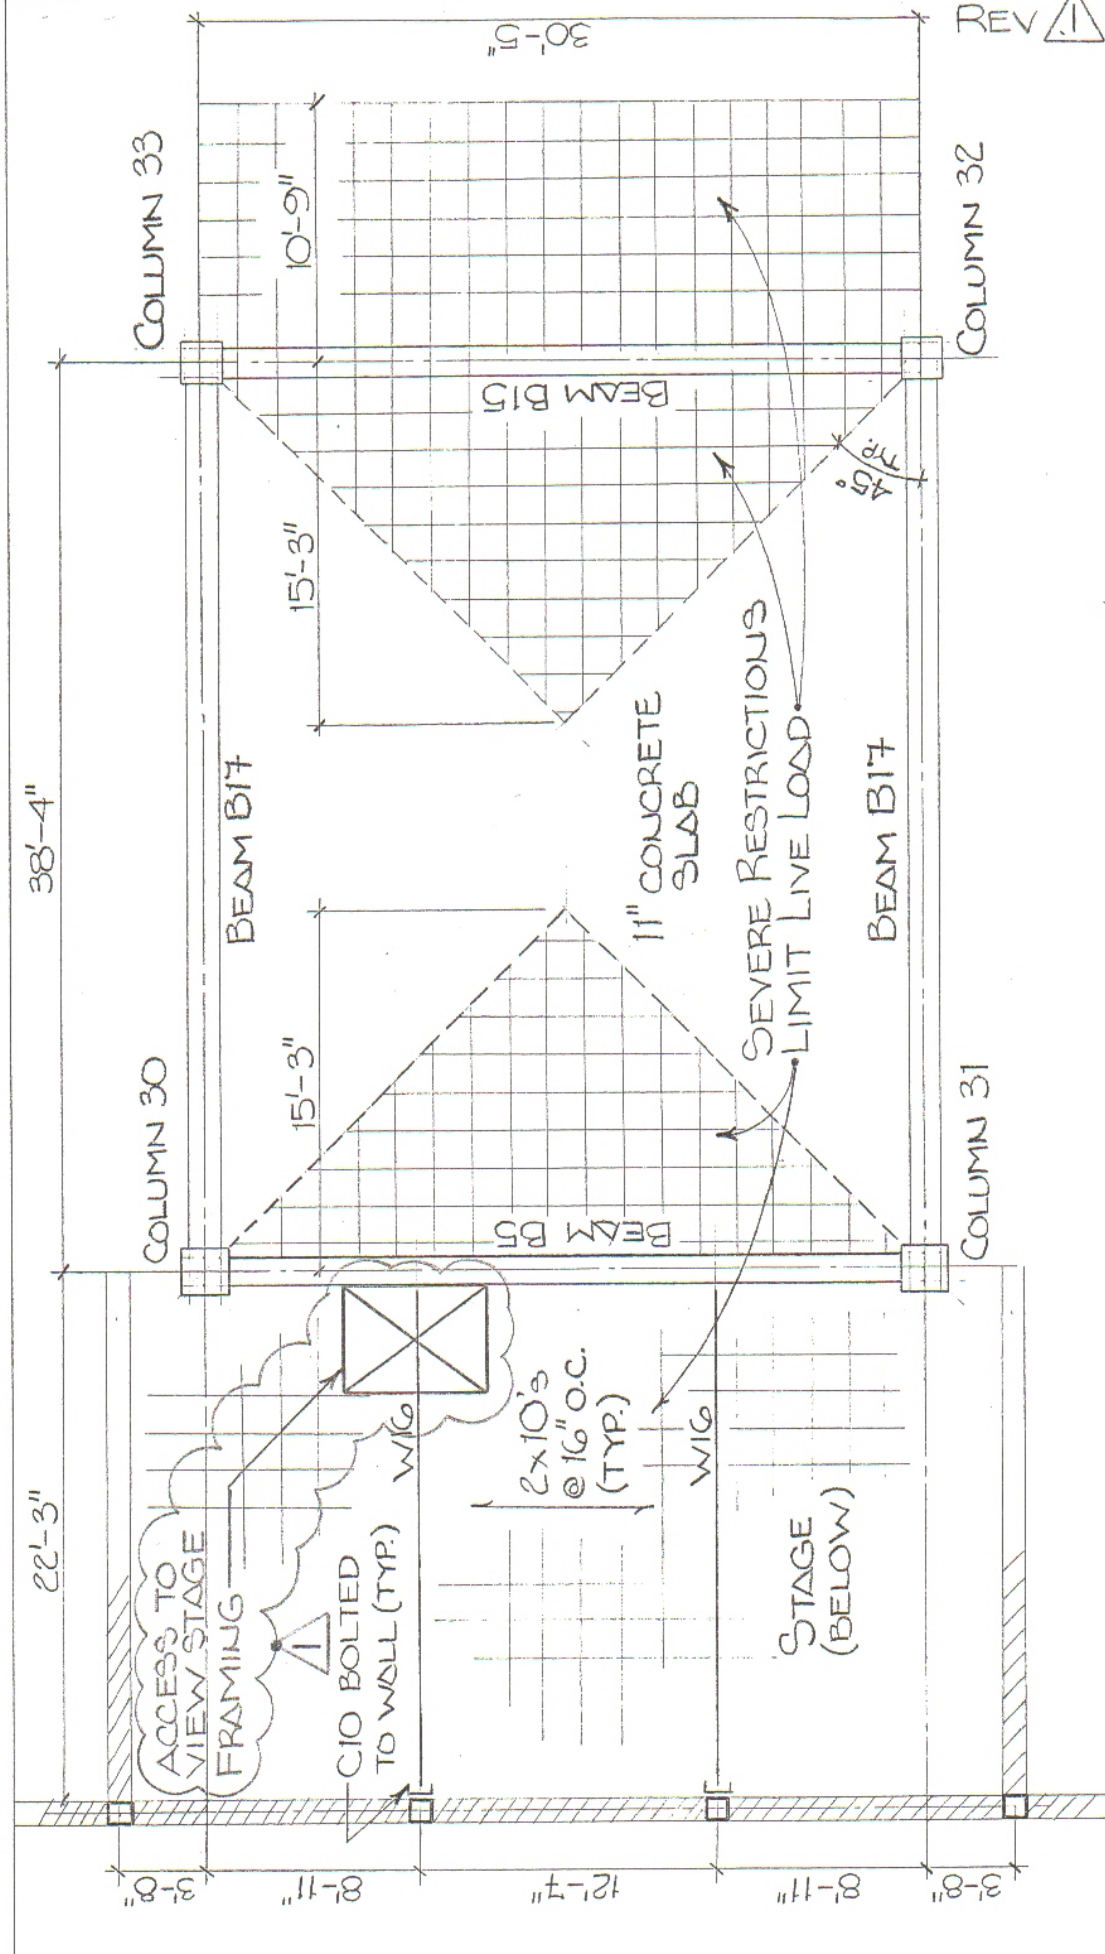 REV 1
30'-5"
COLUMN 33
10'-9"
COLUMN 32
BEAM B15
45°
TYP.
15'-3"
38'-4"
BEAM B17
11" CONCRETE
SLAB
SEVERE RESTRICTIONS
LIMIT LIVE LOAD
BEAM B17
15'-3"
COLUMN 30
BEAM B5
COLUMN 31
22'-3"
ACCESS TO
VIEW STAGE
FRAMING
1
C10 BOLTED
TO WALL (TYP.)
W16
2x10's
@ 16" O.C.
(TYP.)
W16
STAGE
(BELOW)
3'-8"
8'-11"
12'-7"
8'-11"
3'-8"